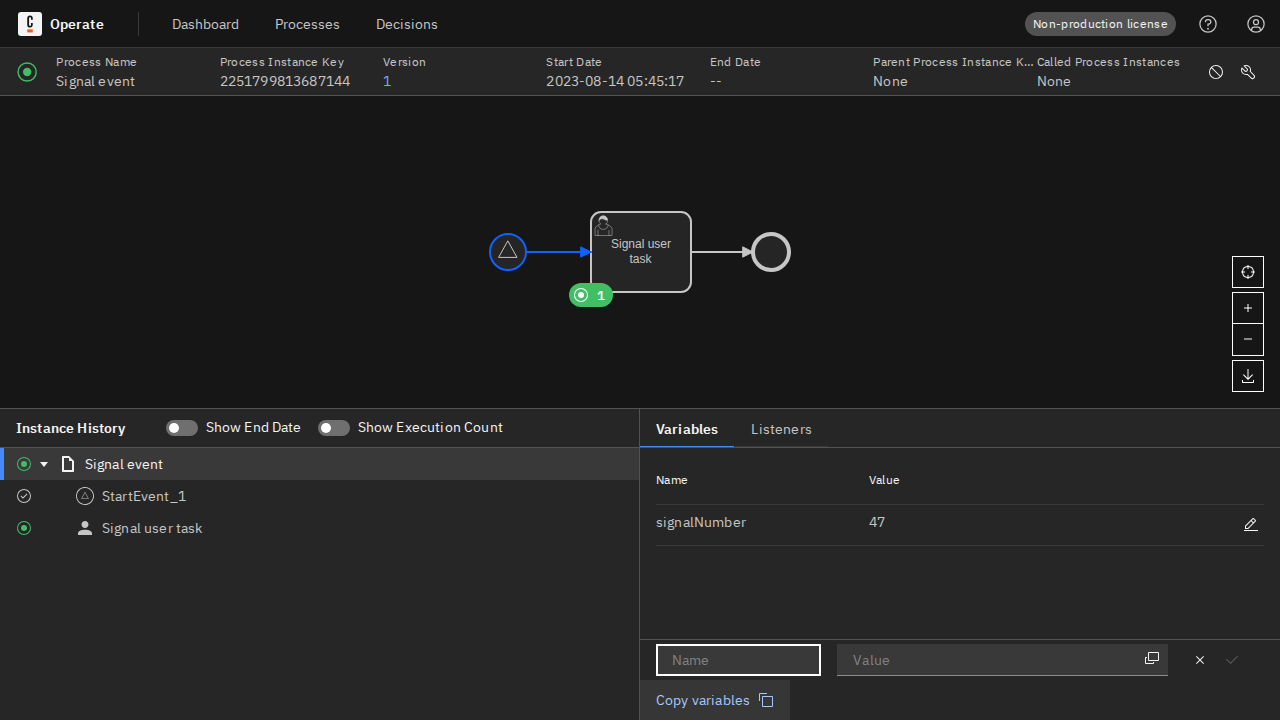 Operate
Dashboard
Processes
Decisions
Non-production license
Process Name
Signal event
Process Instance Key
2251799813687144
Version
1
Start Date
2023-08-14 05:45:17
End Date
--
Parent Process Instance K...
None
Called Process Instances
None
Signal user
task
1
Instance History
Show End Date
Show Execution Count
Signal event
StartEvent_1
Signal user task
Variables
Listeners
Name
Value
signalNumber
47
Name
Value
Copy variables